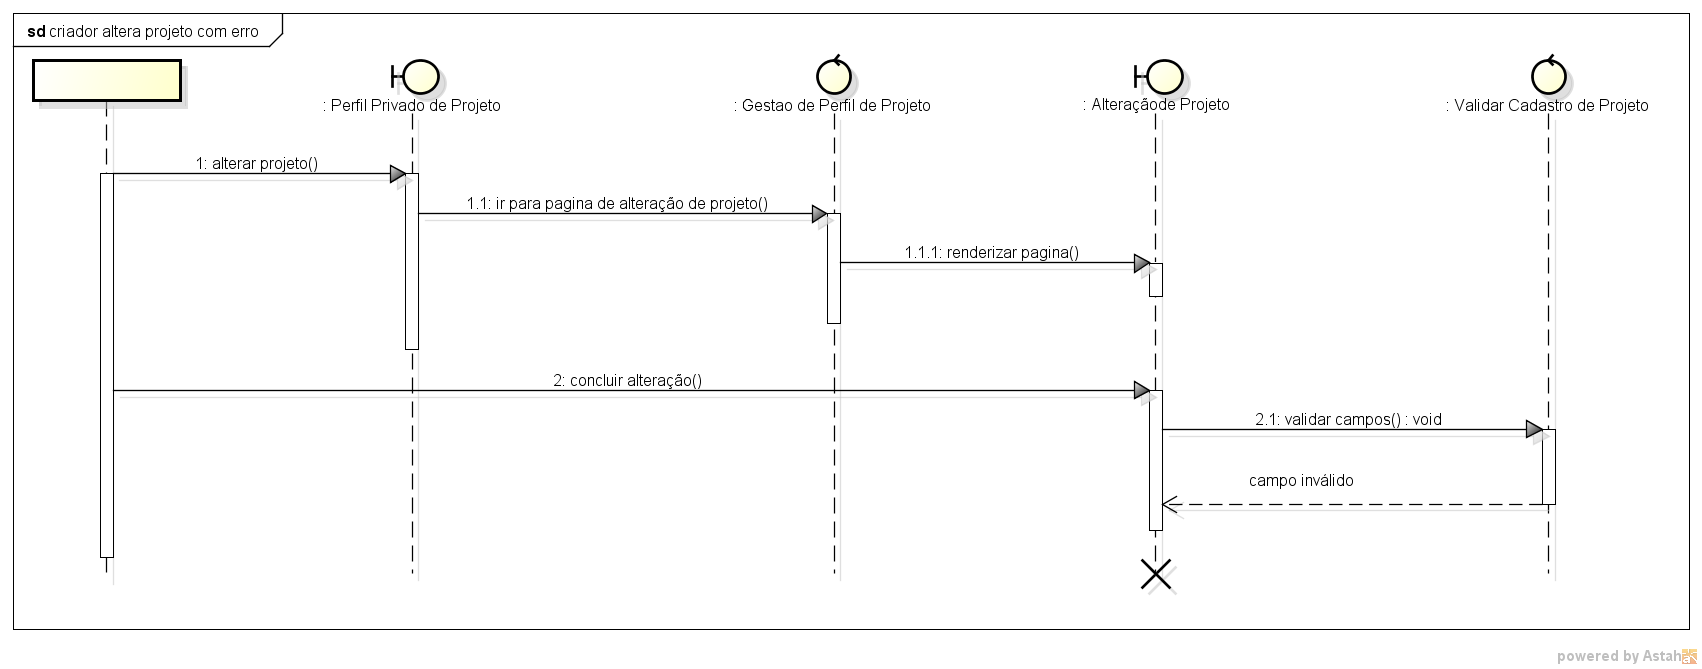 sd criador altera projeto com erro
: Perfil Privado de Projeto
: Gestao de Perfil de Projeto
: Alteraçãode Projeto
: Validar Cadastro de Projeto
1: alterar projeto()
1.1: ir para pagina de alteração de projeto()
1.1.1: renderizar pagina()
2: concluir alteração()
2.1: validar campos() : void
campo inválido
powered by Astah